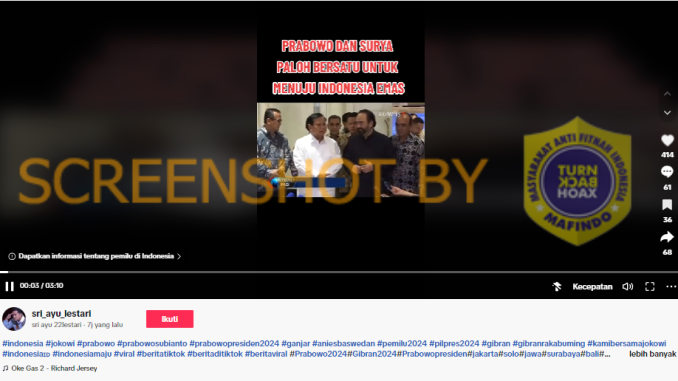 PRABOWO DAN SURYA
PALOH BERSATU UNTUK
MENUJU INDONESIA EMAS
SCREENSHOT BY
MASYARAKAT ANTI FITNAH INDONESIA
TURN
BACK
HOAX
MAFINDO
414
61
36
68
Dapatkan informasi tentang pemilu di Indonesia
00:03 / 03:10
Kecepatan
sri_ayu_lestari
sri ayu 22lestari · 7j yang lalu
Ikuti
#indonesia #jokowi #prabowo #prabowosubianto #prabowopresiden2024 #ganjar #aniesbaswedan #pemilu2024 #pilpres2024 #gibran #gibranrakabuming #kamibersamajokowi
#indonesiaıD #indonesiamaju #viral #beritatiktok #beritaditiktok #beritaviral #Prabowo2024#Gibran2024#Prabowopresiden#jakarta#solo#jawa#surabaya#bali#... lebih banyak
Oke Gas 2 - Richard Jersey